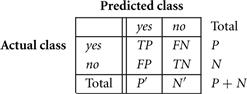 Predicted class
yes no Total
Actual class yes TP FN P
no FP TN N
Total P′ N′ P + N